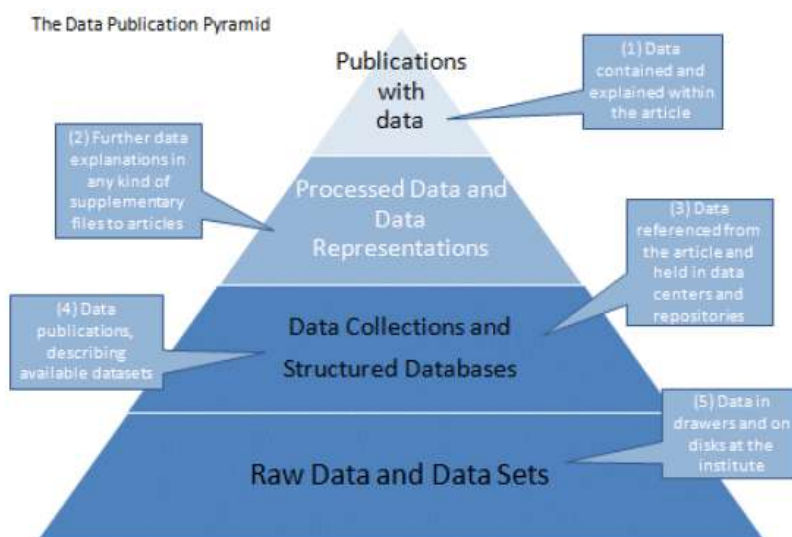 The Data Publication Pyramid
Publications
with
data
(1) Data
contained and
explained within
the article
(2) Further data
explanations in
any kind of
supplementary
files to articles
Processed Data and
Data
Representations
(3) Data
referenced from
the article and
held in data
centers and
repositories
(4) Data
publications,
describing
available datasets
Data Collections and
Structured Databases
(5) Data in
drawers and on
disks at the
institute
Raw Data and Data Sets